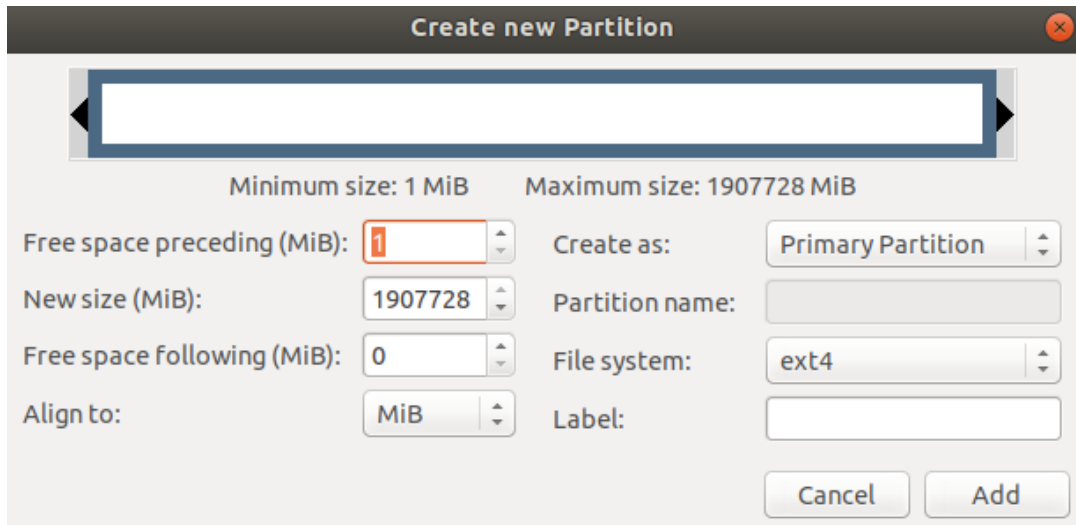 Create new Partition
Minimum size: 1 MiB Maximum size: 1907728 MiB
Free space preceding (MiB): 1 Create as: Primary Partition
New size (MiB): 1907728 Partition name:
Free space following (MiB): 0 File system: ext4
Align to: MiB Label:
Cancel Add